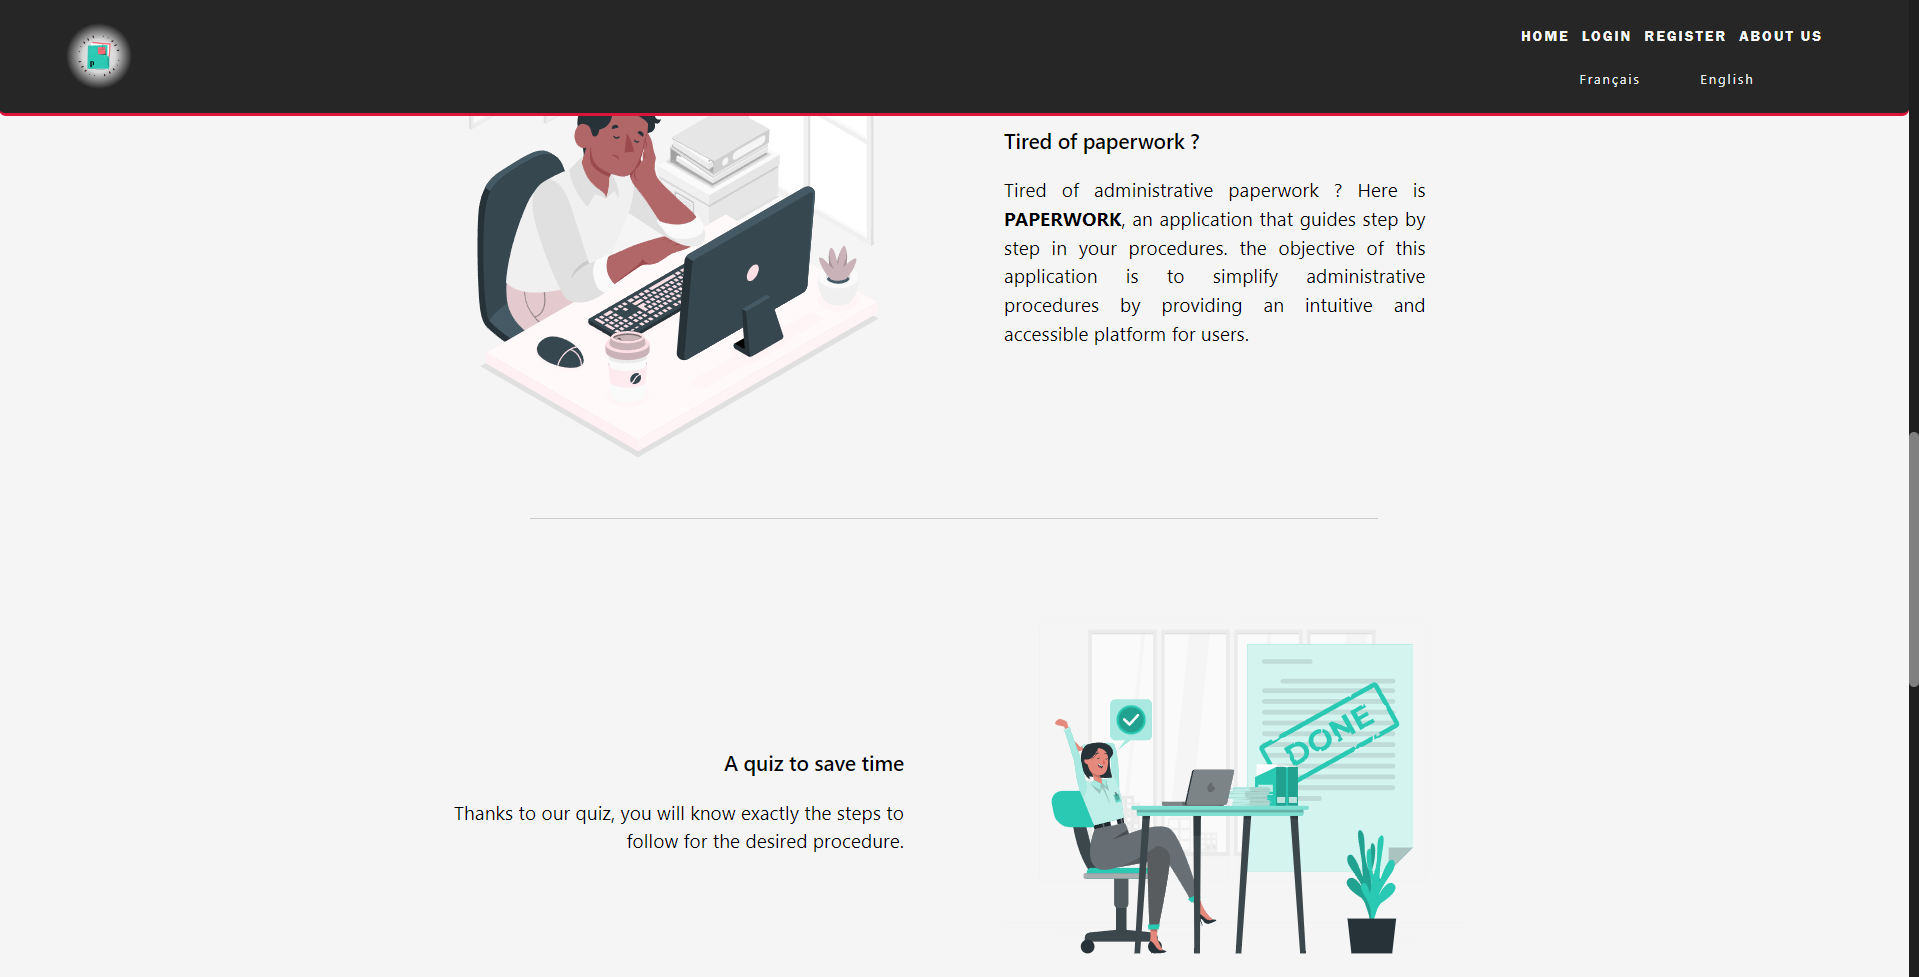 HOME LOGIN REGISTER ABOUT US
Français English
P
Tired of paperwork ?
Tired of administrative paperwork ? Here is
PAPERWORK, an application that guides step by
step in your procedures. the objective of this
application is to simplify administrative
procedures by providing an intuitive and
accessible platform for users.
DONE
A quiz to save time
Thanks to our quiz, you will know exactly the steps to
follow for the desired procedure.